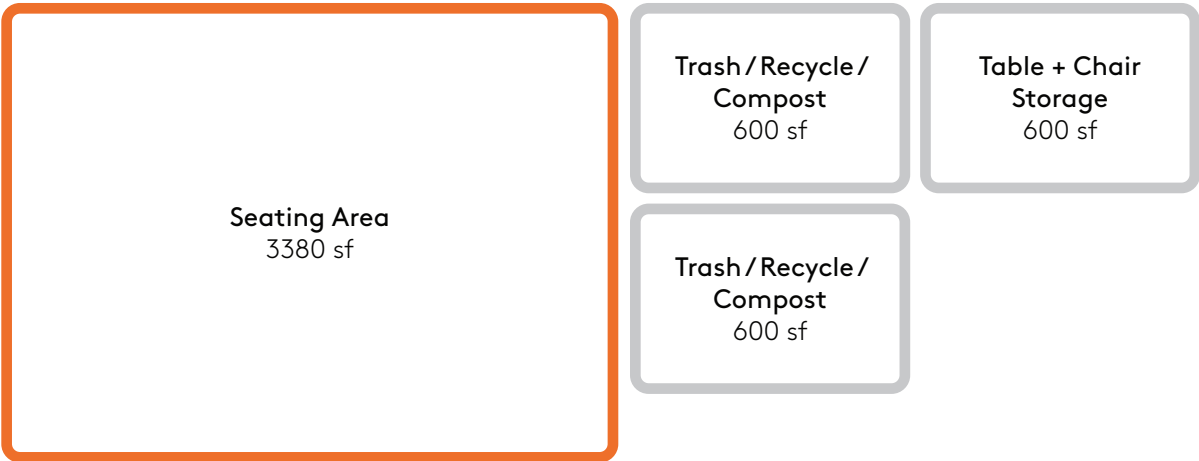 Seating Area
3380 sf
Trash / Recycle /
Compost
600 sf
Table + Chair
Storage
600 sf
Trash / Recycle /
Compost
600 sf